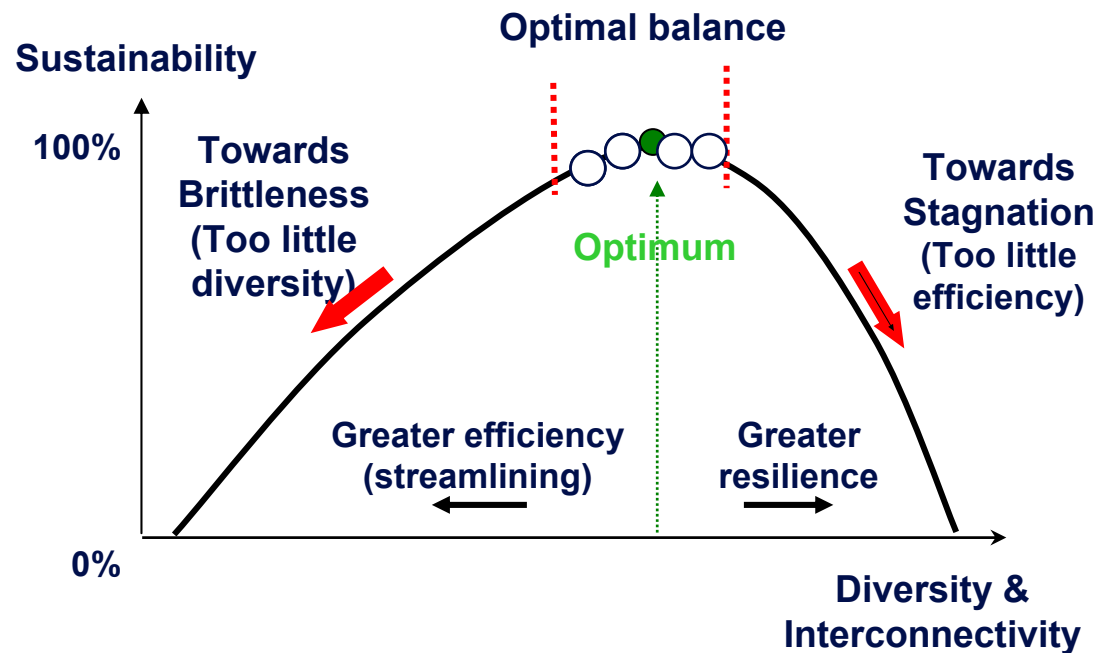 Optimal balance
Sustainability
100%
Towards
Brittleness
(Too little
diversity)
Towards
Stagnation
(Too little
efficiency)
Optimum
Greater efficiency
(streamlining)
Greater
resilience
0%
Diversity &
Interconnectivity